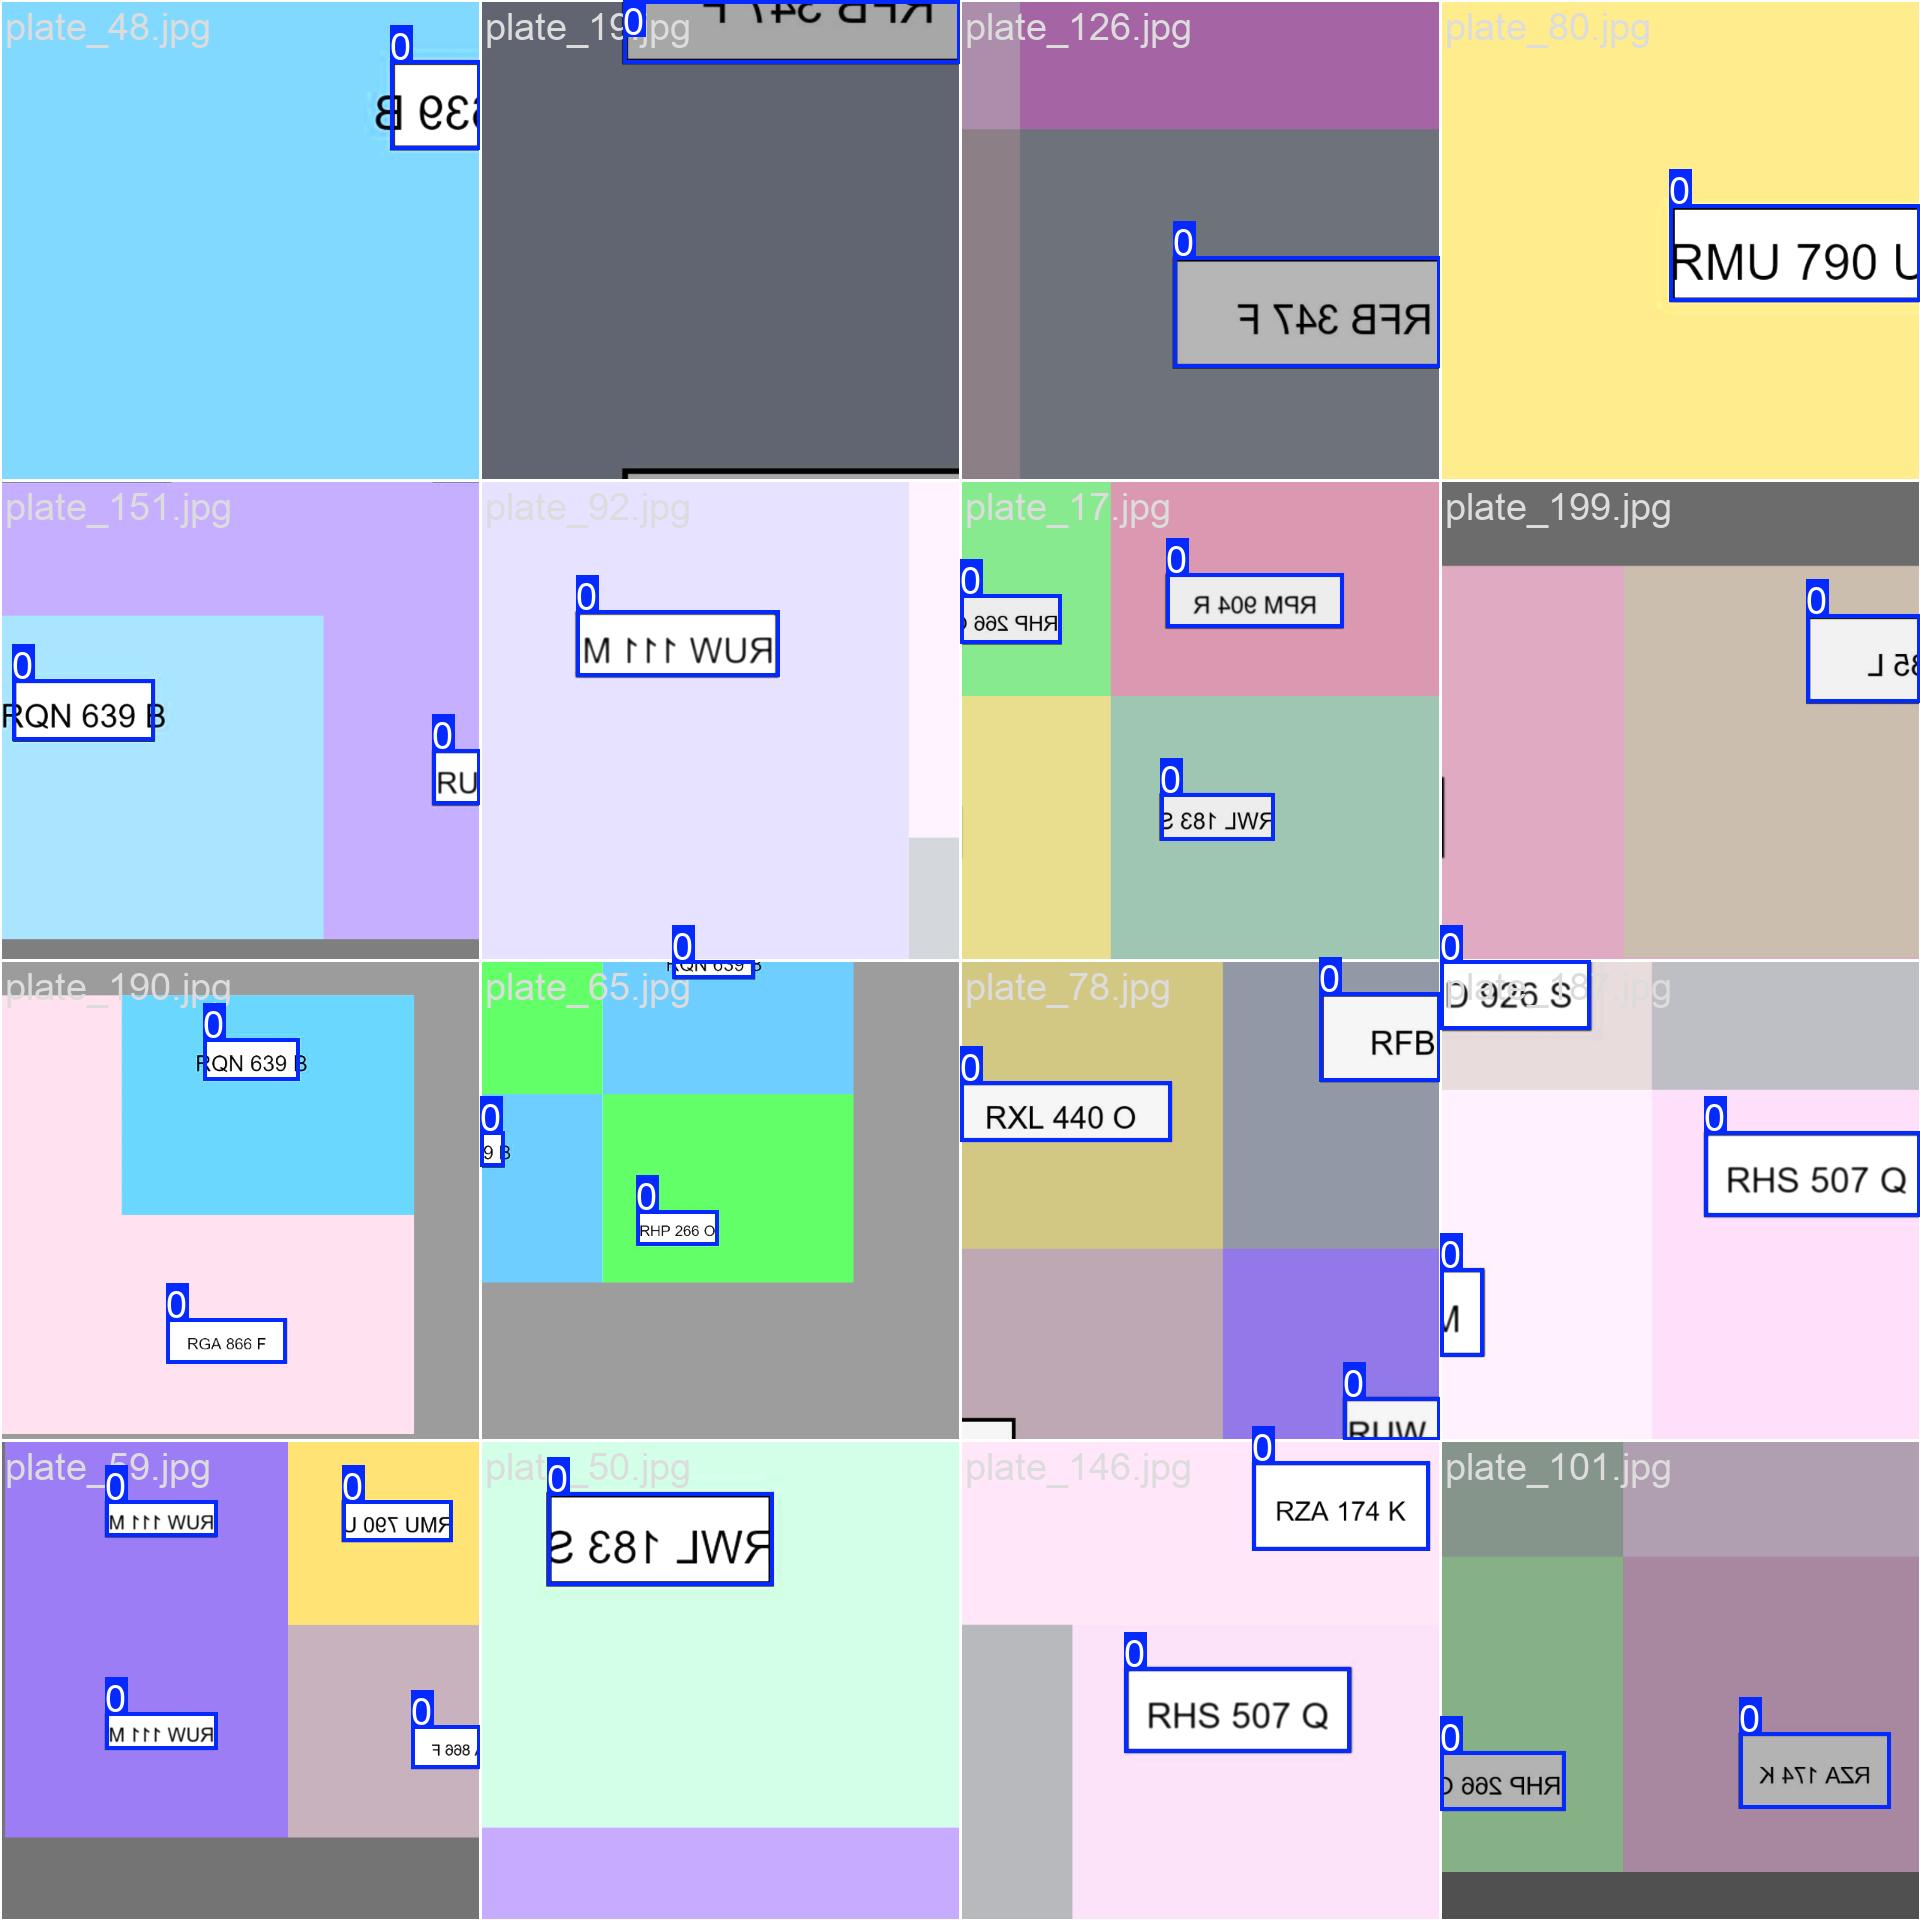 plate_48.jpg
0
639 B
plate_19.jpg
0
RFB 347 F
plate_126.jpg
0
RFB 347 F
plate_80.jpg
0
RMU 790 U
plate_151.jpg
0
RQN 639 B
0
RU
plate_92.jpg
0
RUW 111 M
plate_17.jpg
0
RHP 266
0
RPM 904 R
0
RWL 183 S
plate_199.jpg
0
35 L
plate_190.jpg
0
RQN 639 B
0
RGA 866 F
plate_65.jpg
0
RQN 639 B
0
9 B
0
RHP 266 O
plate_78.jpg
0
RFB
0
RXL 440 O
0
RUW
plate_187.jpg
0
D 926 S
0
RHS 507 Q
0
M
plate_59.jpg
0
RUW 111 M
0
RMU 790 U
0
RUW 111 M
0
866 F
plate_50.jpg
0
RWL 183 S
plate_146.jpg
0
RZA 174 K
0
RHS 507 Q
plate_101.jpg
0
RHP 266
0
RZA 174 K